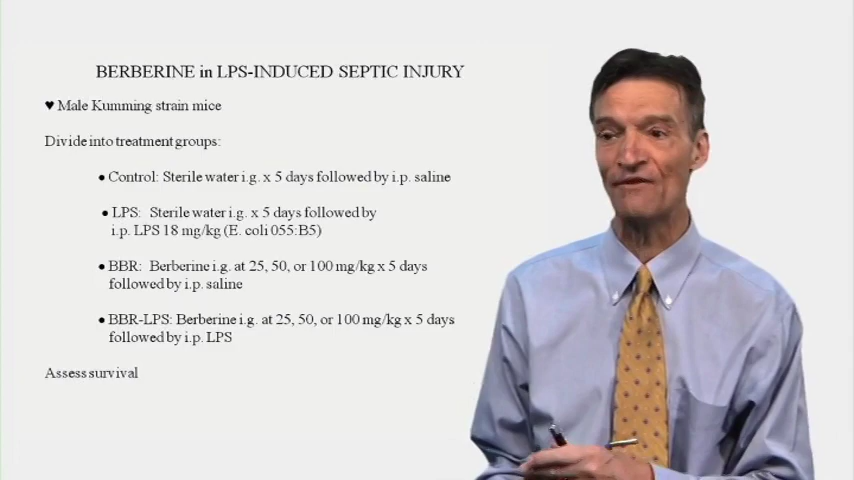 BERBERINE in LPS-INDUCED SEPTIC INJURY
♥ Male Kumming strain mice
Divide into treatment groups:
● Control: Sterile water i.g. x 5 days followed by i.p. saline
● LPS: Sterile water i.g. x 5 days followed by
i.p. LPS 18 mg/kg (E. coli 055:B5)
● BBR: Berberine i.g. at 25, 50, or 100 mg/kg x 5 days
followed by i.p. saline
● BBR-LPS: Berberine i.g. at 25, 50, or 100 mg/kg x 5 days
followed by i.p. LPS
Assess survival